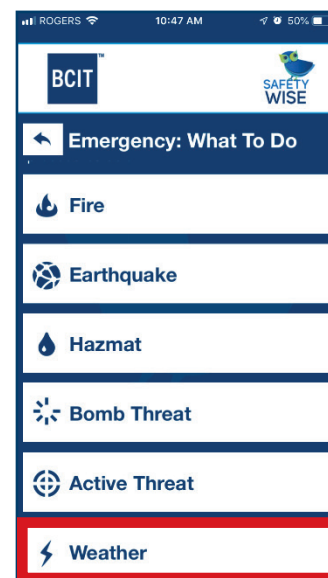 ROGERS 10:47 AM 50%
BCIT™
SAFETY
WISE
Emergency: What To Do
Fire
Earthquake
Hazmat
Bomb Threat
Active Threat
Weather